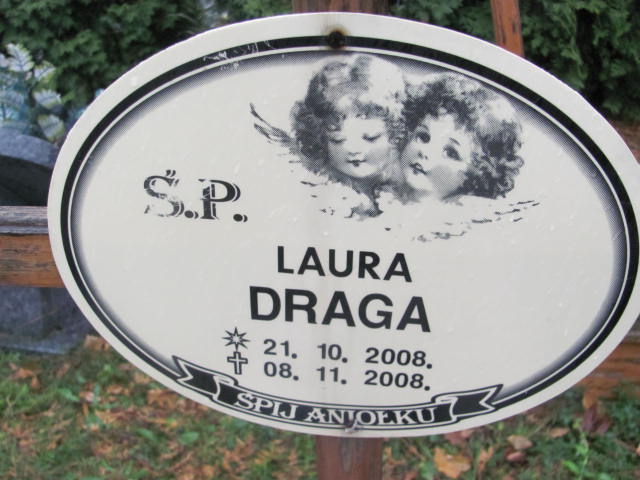 Ś.P.
LAURA
DRAGA
21. 10. 2008.
08. 11. 2008.
ŚPIJ ANIOŁKU